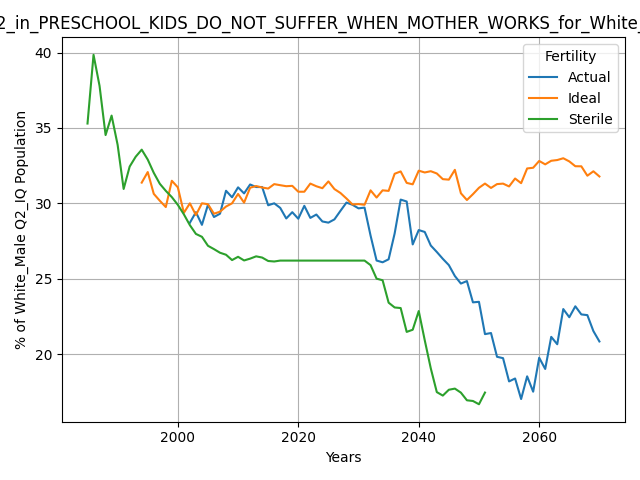 2_in_PRESCHOOL_KIDS_DO_NOT_SUFFER_WHEN_MOTHER_WORKS_for_White_
40
35
30
25
20
2000
2020
2040
2060
% of White_Male Q2_IQ Population
Years
Fertility
Actual
Ideal
Sterile